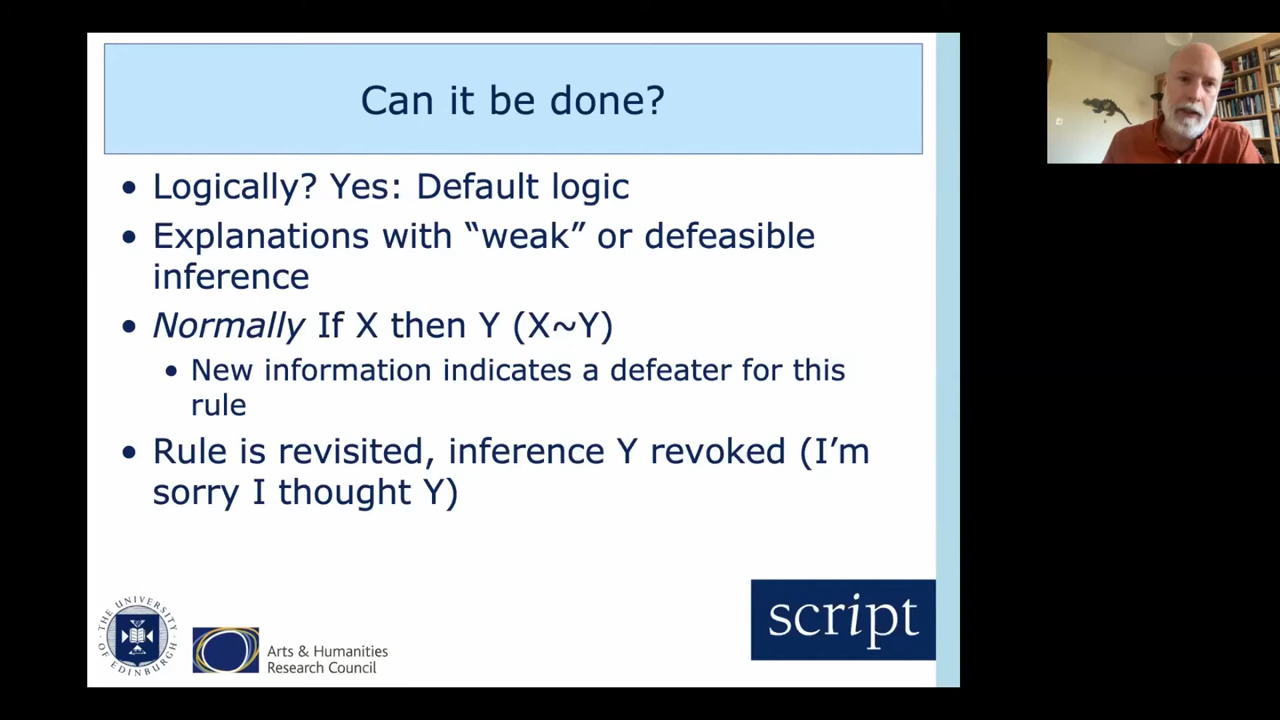 Can it be done?
• Logically? Yes: Default logic
• Explanations with “weak” or defeasible
inference
• Normally If X then Y (X~Y)
• New information indicates a defeater for this
rule
• Rule is revisited, inference Y revoked (I’m
sorry I thought Y)
THE UNIVERSITY
OF EDINBURGH
Arts & Humanities
Research Council
script